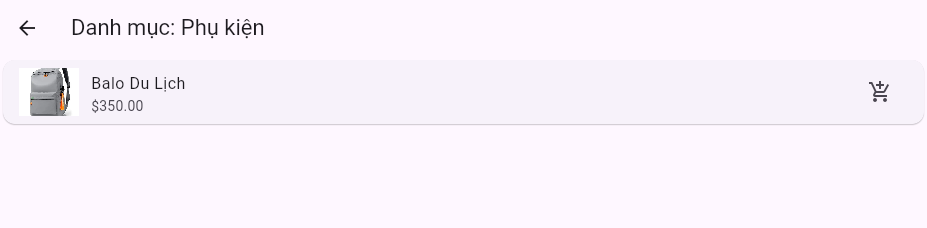 Danh mục: Phụ kiện
Balo Du Lịch
$350.00